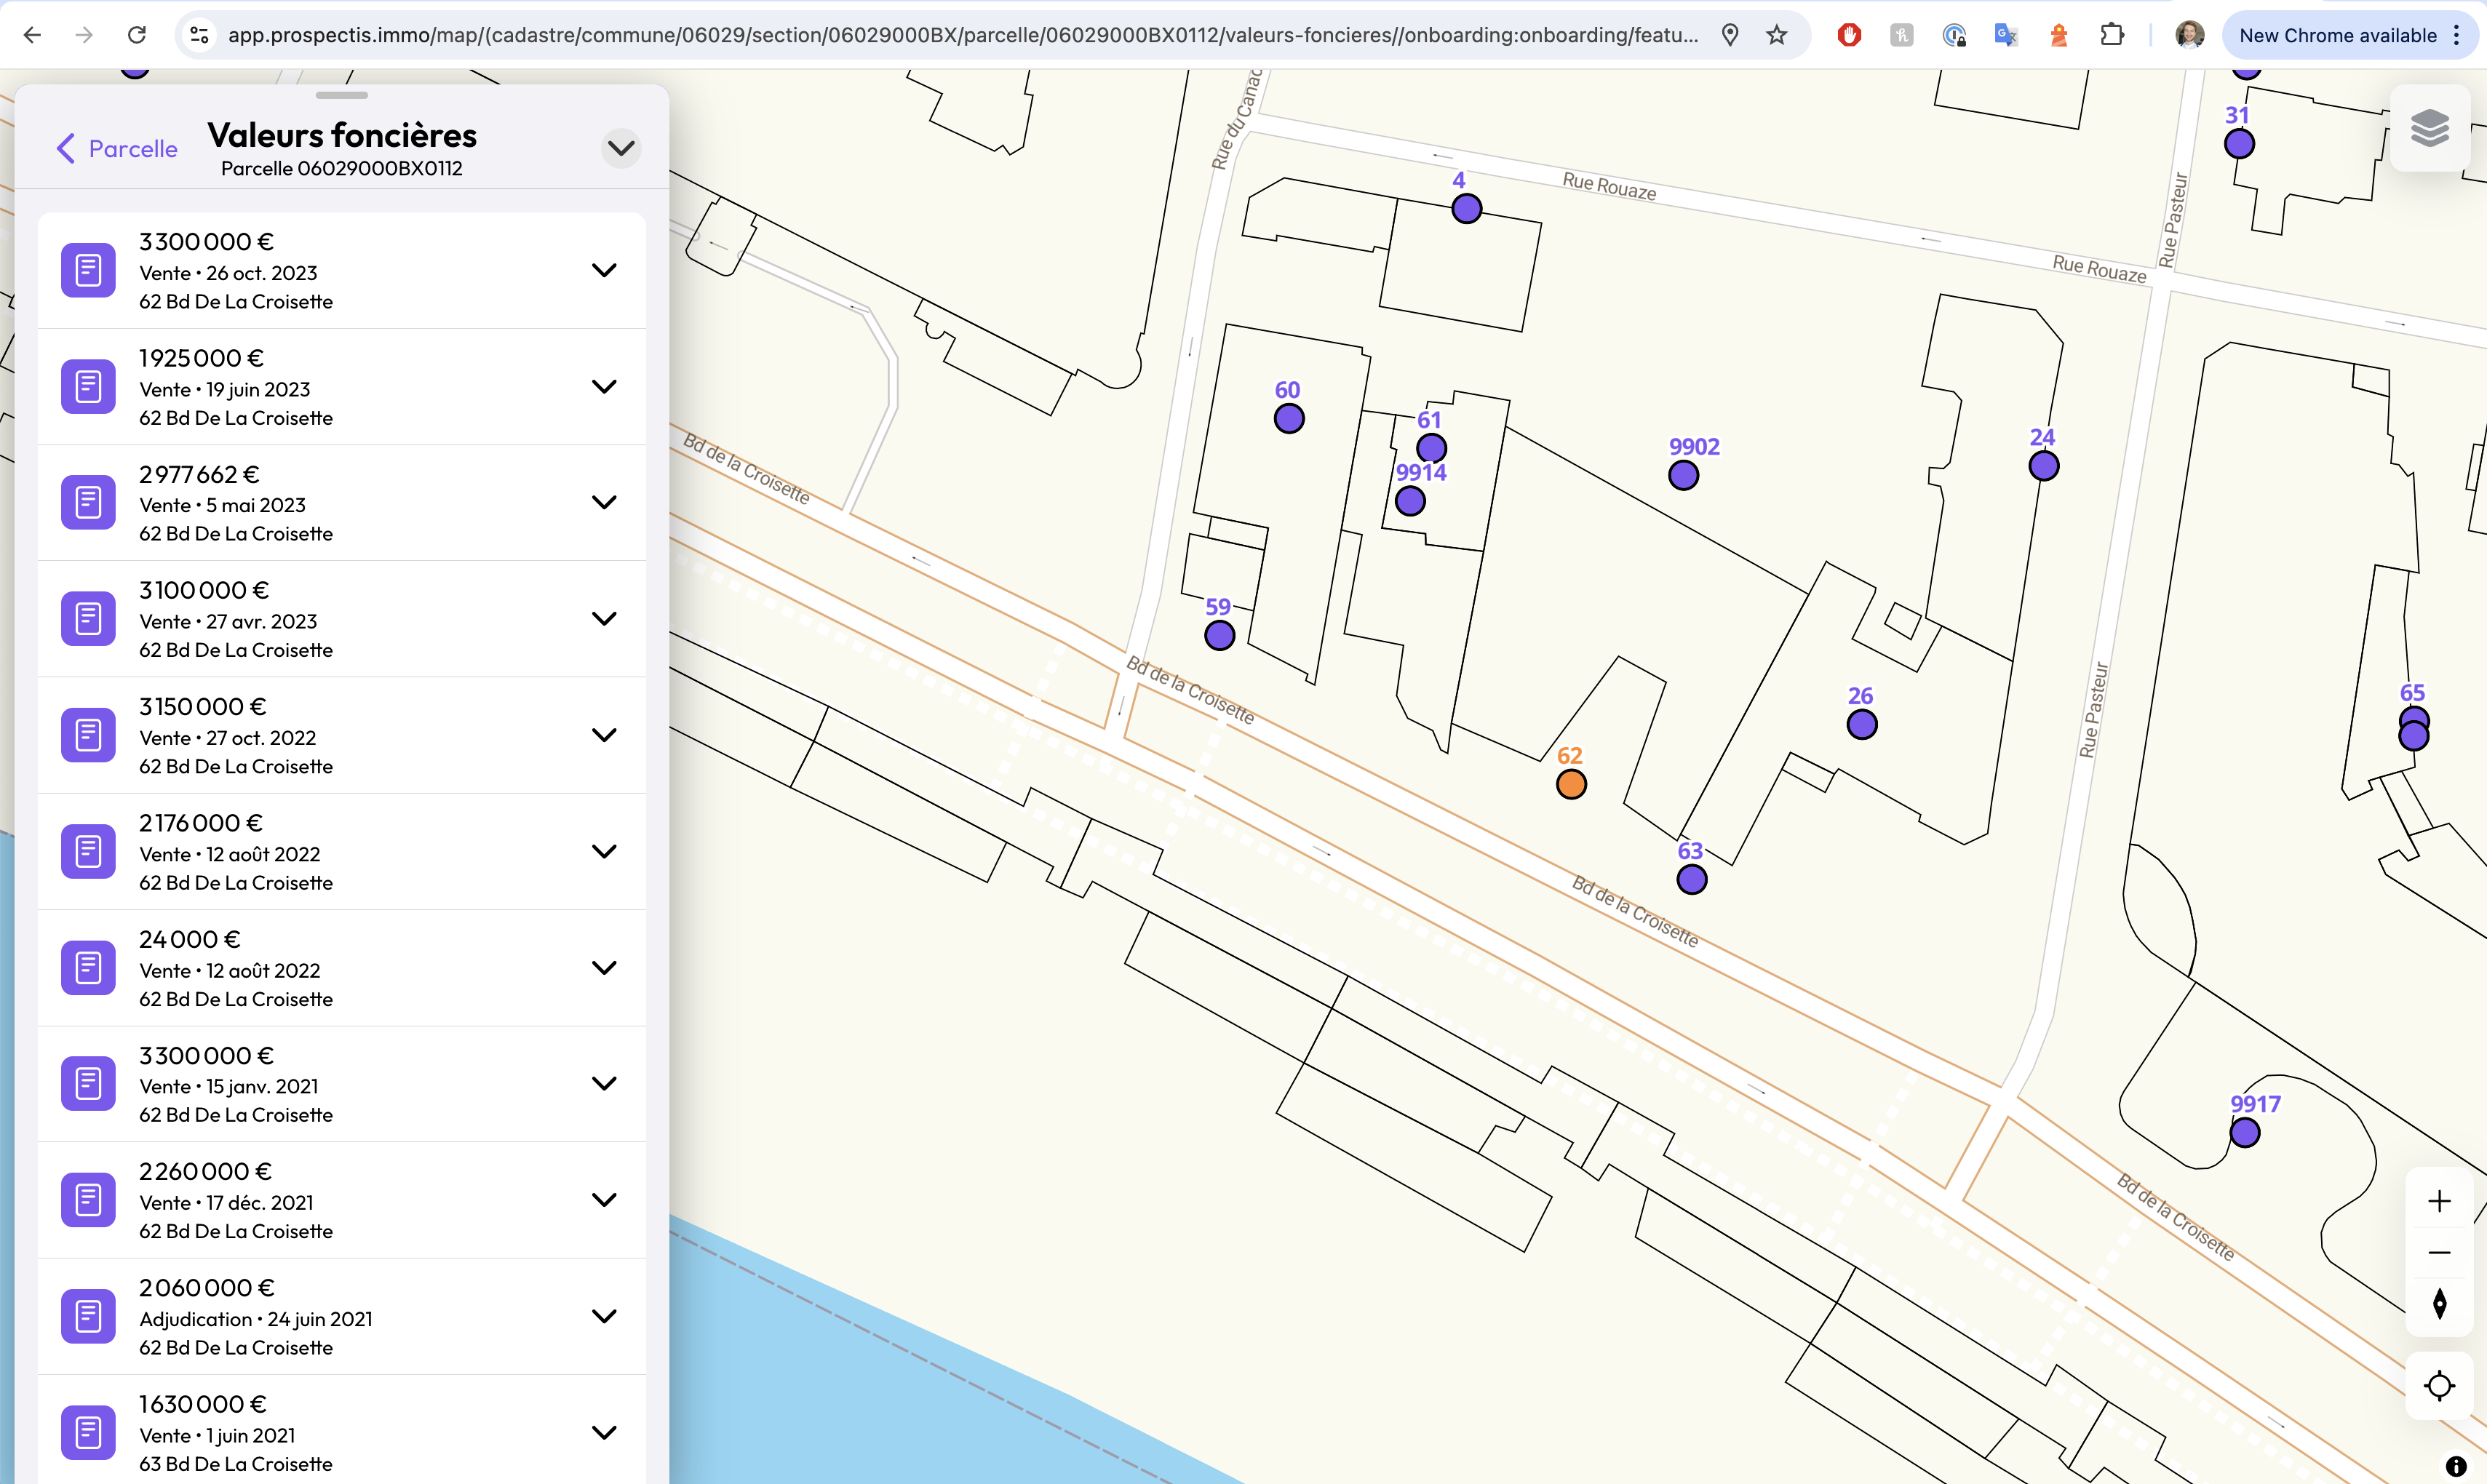 app.prospectis.immo/map/(cadastre/commune/06029/section/06029000BX/parcelle/06029000BX0112/valeurs-foncieres//onboarding:onboarding/featu...
New Chrome available
Parcelle
Valeurs foncières
Parcelle 06029000BX0112
3 300 000 €
Vente • 26 oct. 2023
62 Bd De La Croisette
1 925 000 €
Vente • 19 juin 2023
62 Bd De La Croisette
2 977 662 €
Vente • 5 mai 2023
62 Bd De La Croisette
3 100 000 €
Vente • 27 avr. 2023
62 Bd De La Croisette
3 150 000 €
Vente • 27 oct. 2022
62 Bd De La Croisette
2 176 000 €
Vente • 12 août 2022
62 Bd De La Croisette
24 000 €
Vente • 12 août 2022
62 Bd De La Croisette
3 300 000 €
Vente • 15 janv. 2021
62 Bd De La Croisette
2 260 000 €
Vente • 17 déc. 2021
62 Bd De La Croisette
2 060 000 €
Adjudication • 24 juin 2021
62 Bd De La Croisette
1 630 000 €
Vente • 1 juin 2021
63 Bd De La Croisette
Rue du Canad
31
4
Rue Rouaze
Rue Pasteur
Rue Rouaze
60
61
9914
9902
24
Bd de la Croisette
59
Bd de la Croisette
26
65
Rue Pasteur
62
63
Bd de la Croisette
9917
Bd de la Croisette